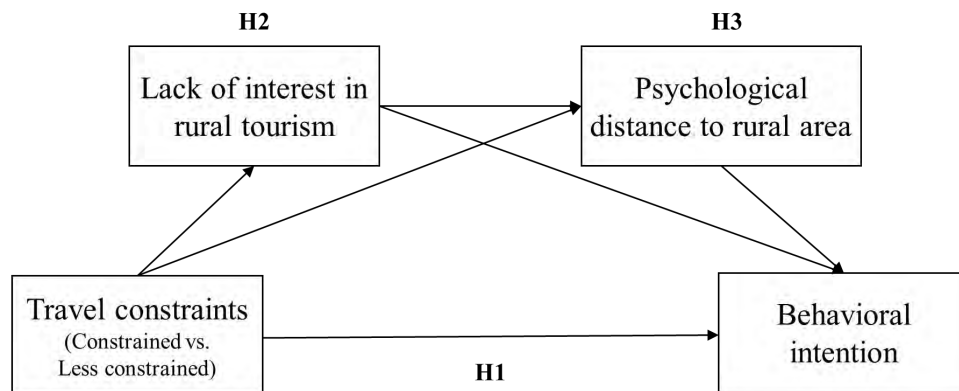 H2
H3
Lack of interest in
rural tourism
Psychological
distance to rural area
Travel constraints
(Constrained vs.
Less constrained)
Behavioral
intention
H1